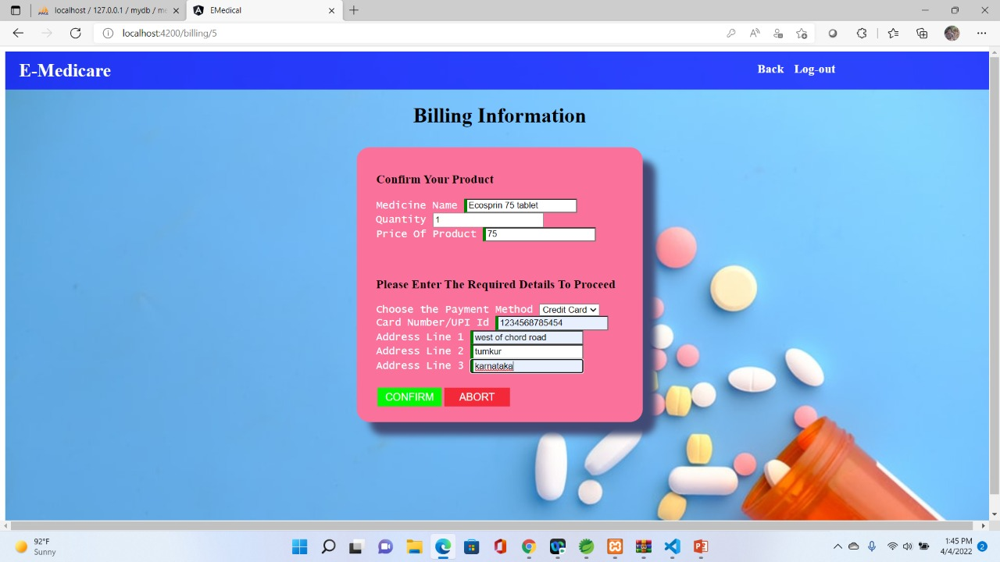 localhost / 127.0.0.1 / mydb / me
EMedical
localhost:4200/billing/5
E-Medicare
Back Log-out
Billing Information
Confirm Your Product
Medicine Name Ecosprin 75 tablet
Quantity 1
Price Of Product 75
Please Enter The Required Details To Proceed
Choose the Payment Method Credit Card
Card Number/UPI Id 1234568785454
Address Line 1 west of chord road
Address Line 2 tumkur
Address Line 3 karnataka
CONFIRM ABORT
92°F
Sunny
1:45 PM
4/4/2022
2